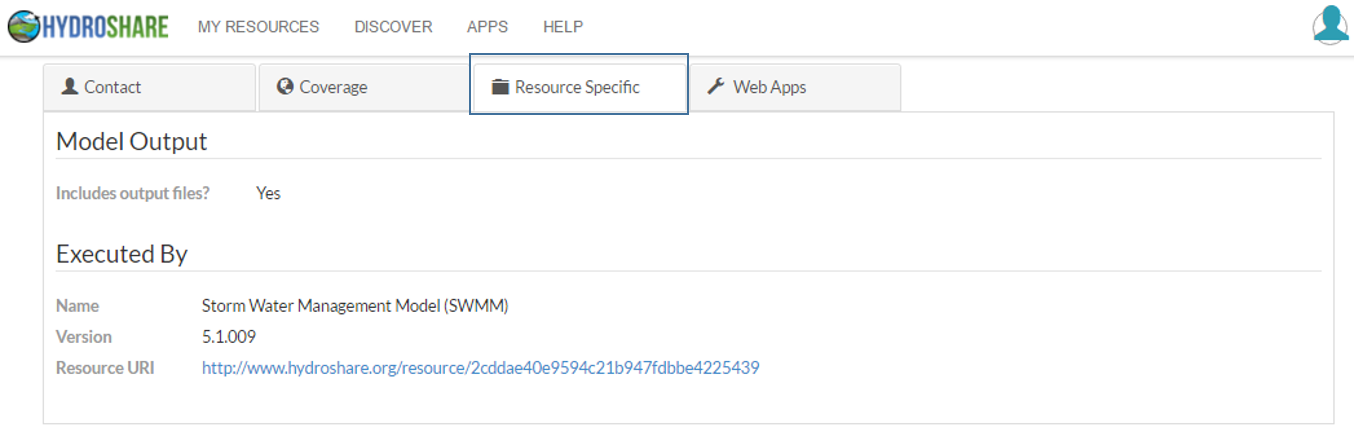 HYDROSHARE MY RESOURCES DISCOVER APPS HELP
Contact Coverage Resource Specific Web Apps
Model Output
Includes output files? Yes
Executed By
Name Storm Water Management Model (SWMM)
Version 5.1.009
Resource URI http://www.hydroshare.org/resource/2cddae40e9594c21b947fdbbe4225439